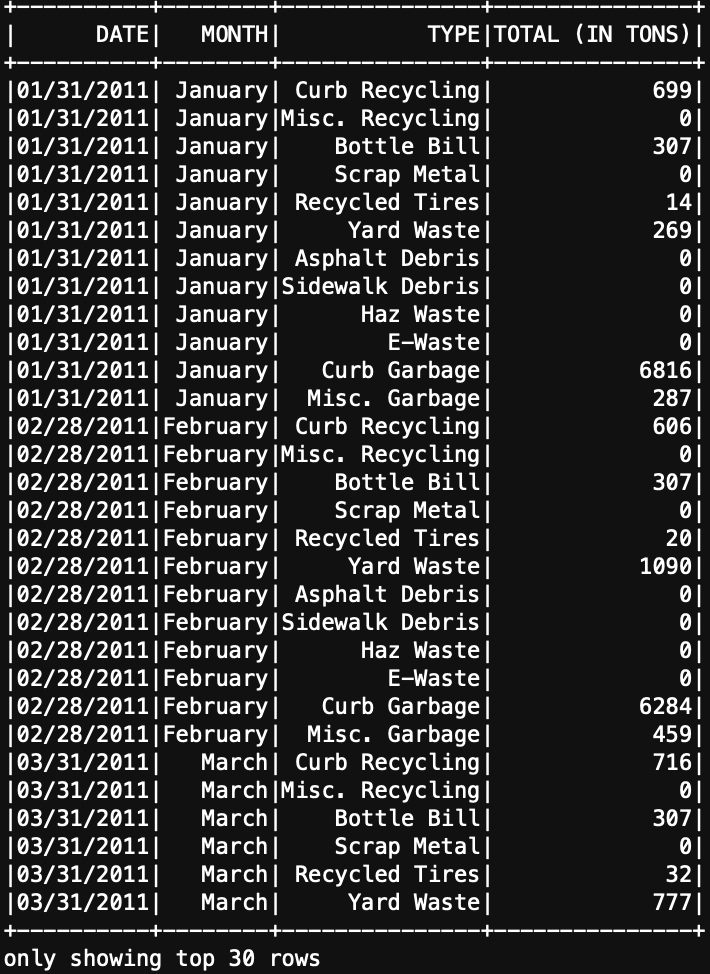 +----------+--------+---------------+---------------+
|      DATE|   MONTH|           TYPE|TOTAL (IN TONS)|
+----------+--------+---------------+---------------+
|01/31/2011| January| Curb Recycling|            699|
|01/31/2011| January|Misc. Recycling|              0|
|01/31/2011| January|    Bottle Bill|            307|
|01/31/2011| January|    Scrap Metal|              0|
|01/31/2011| January| Recycled Tires|             14|
|01/31/2011| January|     Yard Waste|            269|
|01/31/2011| January| Asphalt Debris|              0|
|01/31/2011| January|Sidewalk Debris|              0|
|01/31/2011| January|      Haz Waste|              0|
|01/31/2011| January|        E-Waste|              0|
|01/31/2011| January|   Curb Garbage|           6816|
|01/31/2011| January|  Misc. Garbage|            287|
|02/28/2011|February| Curb Recycling|            606|
|02/28/2011|February|Misc. Recycling|              0|
|02/28/2011|February|    Bottle Bill|            307|
|02/28/2011|February|    Scrap Metal|              0|
|02/28/2011|February| Recycled Tires|             20|
|02/28/2011|February|     Yard Waste|           1090|
|02/28/2011|February| Asphalt Debris|              0|
|02/28/2011|February|Sidewalk Debris|              0|
|02/28/2011|February|      Haz Waste|              0|
|02/28/2011|February|        E-Waste|              0|
|02/28/2011|February|   Curb Garbage|           6284|
|02/28/2011|February|  Misc. Garbage|            459|
|03/31/2011|   March| Curb Recycling|            716|
|03/31/2011|   March|Misc. Recycling|              0|
|03/31/2011|   March|    Bottle Bill|            307|
|03/31/2011|   March|    Scrap Metal|              0|
|03/31/2011|   March| Recycled Tires|             32|
|03/31/2011|   March|     Yard Waste|            777|
+----------+--------+---------------+---------------+
only showing top 30 rows